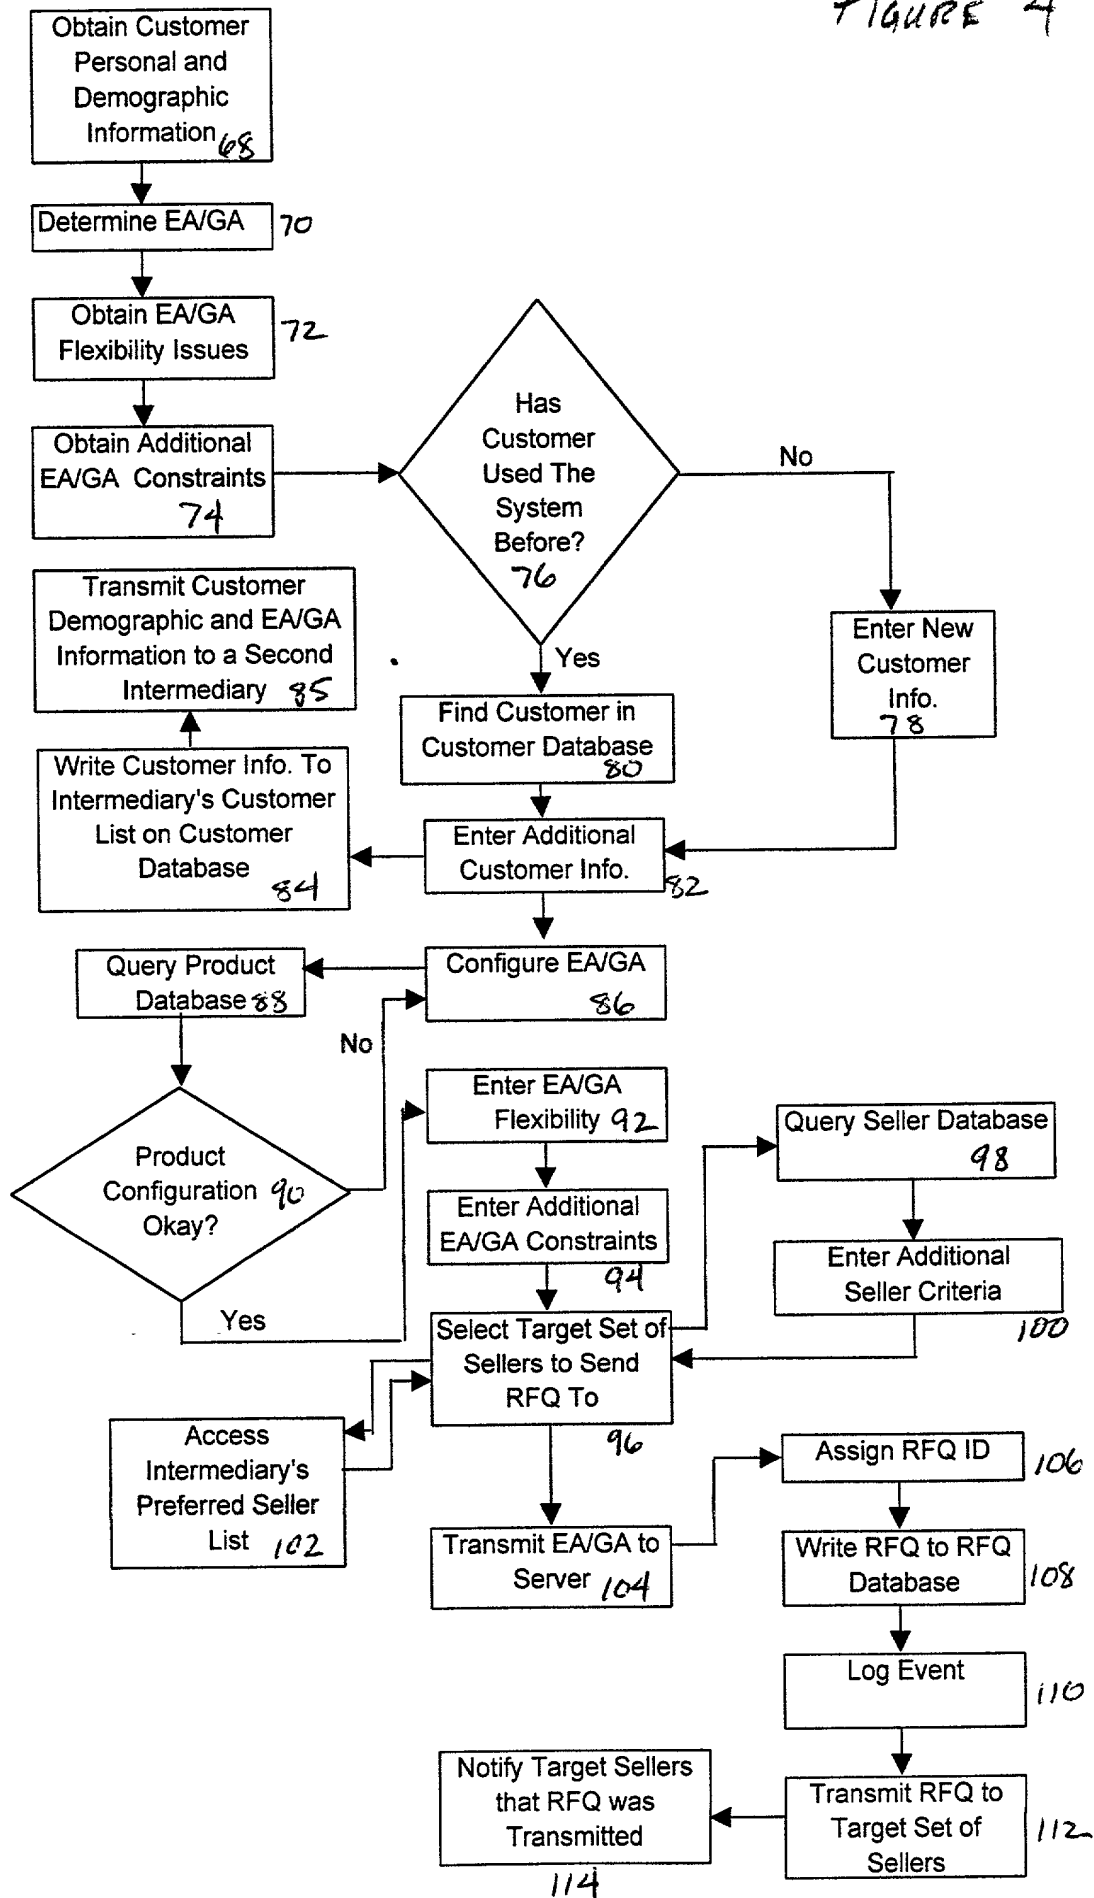 FIGURE 4
Obtain Customer
Personal and
Demographic
Information 68
Determine EA/GA 70
Obtain EA/GA
Flexibility Issues 72
Obtain Additional
EA/GA Constraints
74
Has
Customer
Used The
System
Before?
76
No
Yes
Enter New
Customer
Info.
78
Transmit Customer
Demographic and EA/GA
Information to a Second
Intermediary 85
Find Customer in
Customer Database
80
Write Customer Info. To
Intermediary's Customer
List on Customer
Database
84
Enter Additional
Customer Info.
82
Configure EA/GA
86
Query Product
Database 88
No
Product
Configuration 90
Okay?
Yes
Enter EA/GA
Flexibility 92
Enter Additional
EA/GA Constraints
94
Query Seller Database
98
Enter Additional
Seller Criteria
100
Select Target Set of
Sellers to Send
RFQ To
96
Access
Intermediary's
Preferred Seller
List 102
Transmit EA/GA to
Server 104
Assign RFQ ID 106
Write RFQ to RFQ
Database 108
Log Event 110
Transmit RFQ to
Target Set of
Sellers 112
Notify Target Sellers
that RFQ was
Transmitted
114